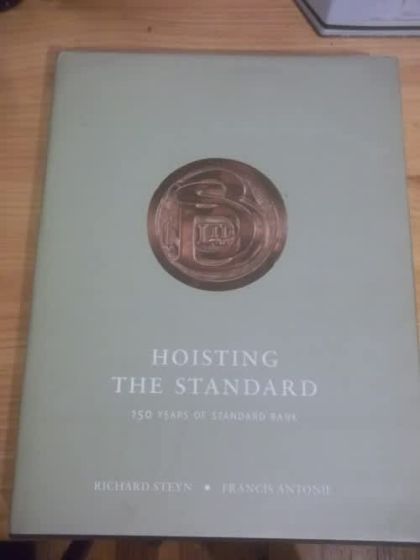 HOISTING
THE STANDARD
150 YEARS OF STANDARD BANK
RICHARD STEYN • FRANCIS ANTONIE